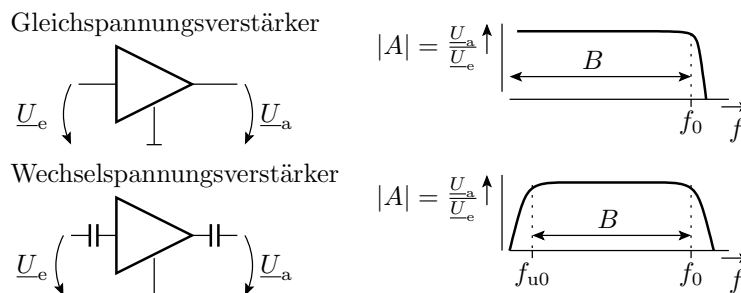 Gleichspannungsverstärker
U_e
U_a
|A| = U_a/U_e
B
f_0
f
Wechselspannungsverstärker
U_e
U_a
|A| = U_a/U_e
B
f_u0
f_0
f